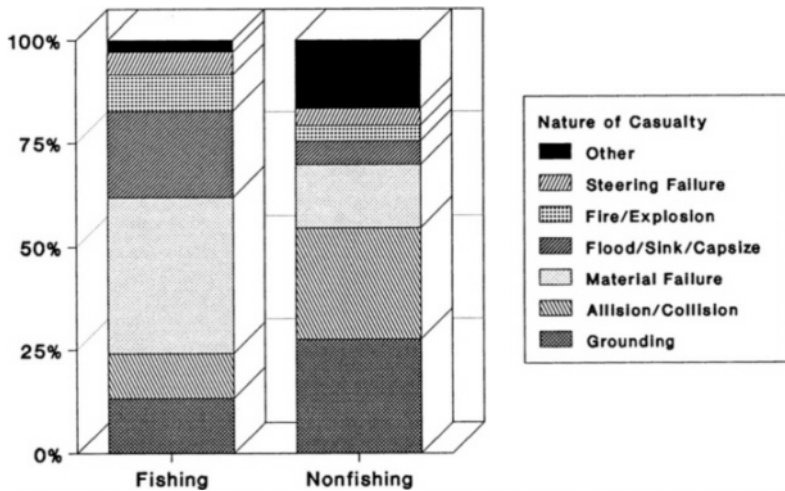 100%
75%
50%
25%
0%
Fishing
Nonfishing
Nature of Casualty
Other
Steering Failure
Fire/Explosion
Flood/Sink/Capsize
Material Failure
Allision/Collision
Grounding